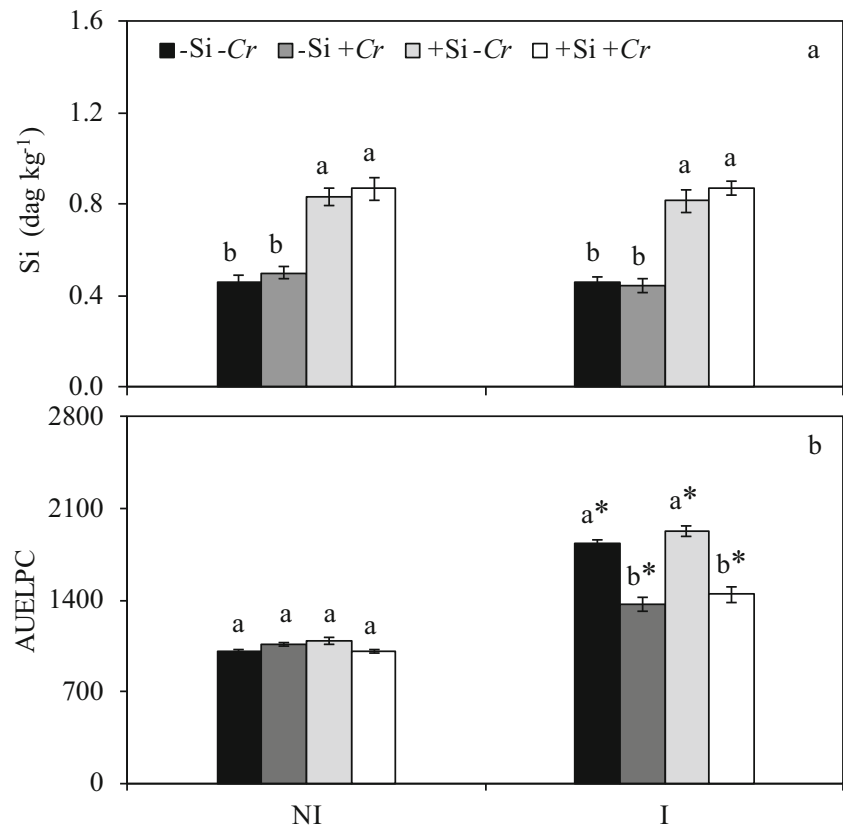 1.6
-Si -Cr -Si +Cr +Si -Cr +Si +Cr a
1.2
Si (dag kg⁻¹)
a a a a
0.8
b b b b
0.4
0.0
2800
b
2100
a* a*
AUELPC
1400
b* b*
a a a a
700
0
NI I